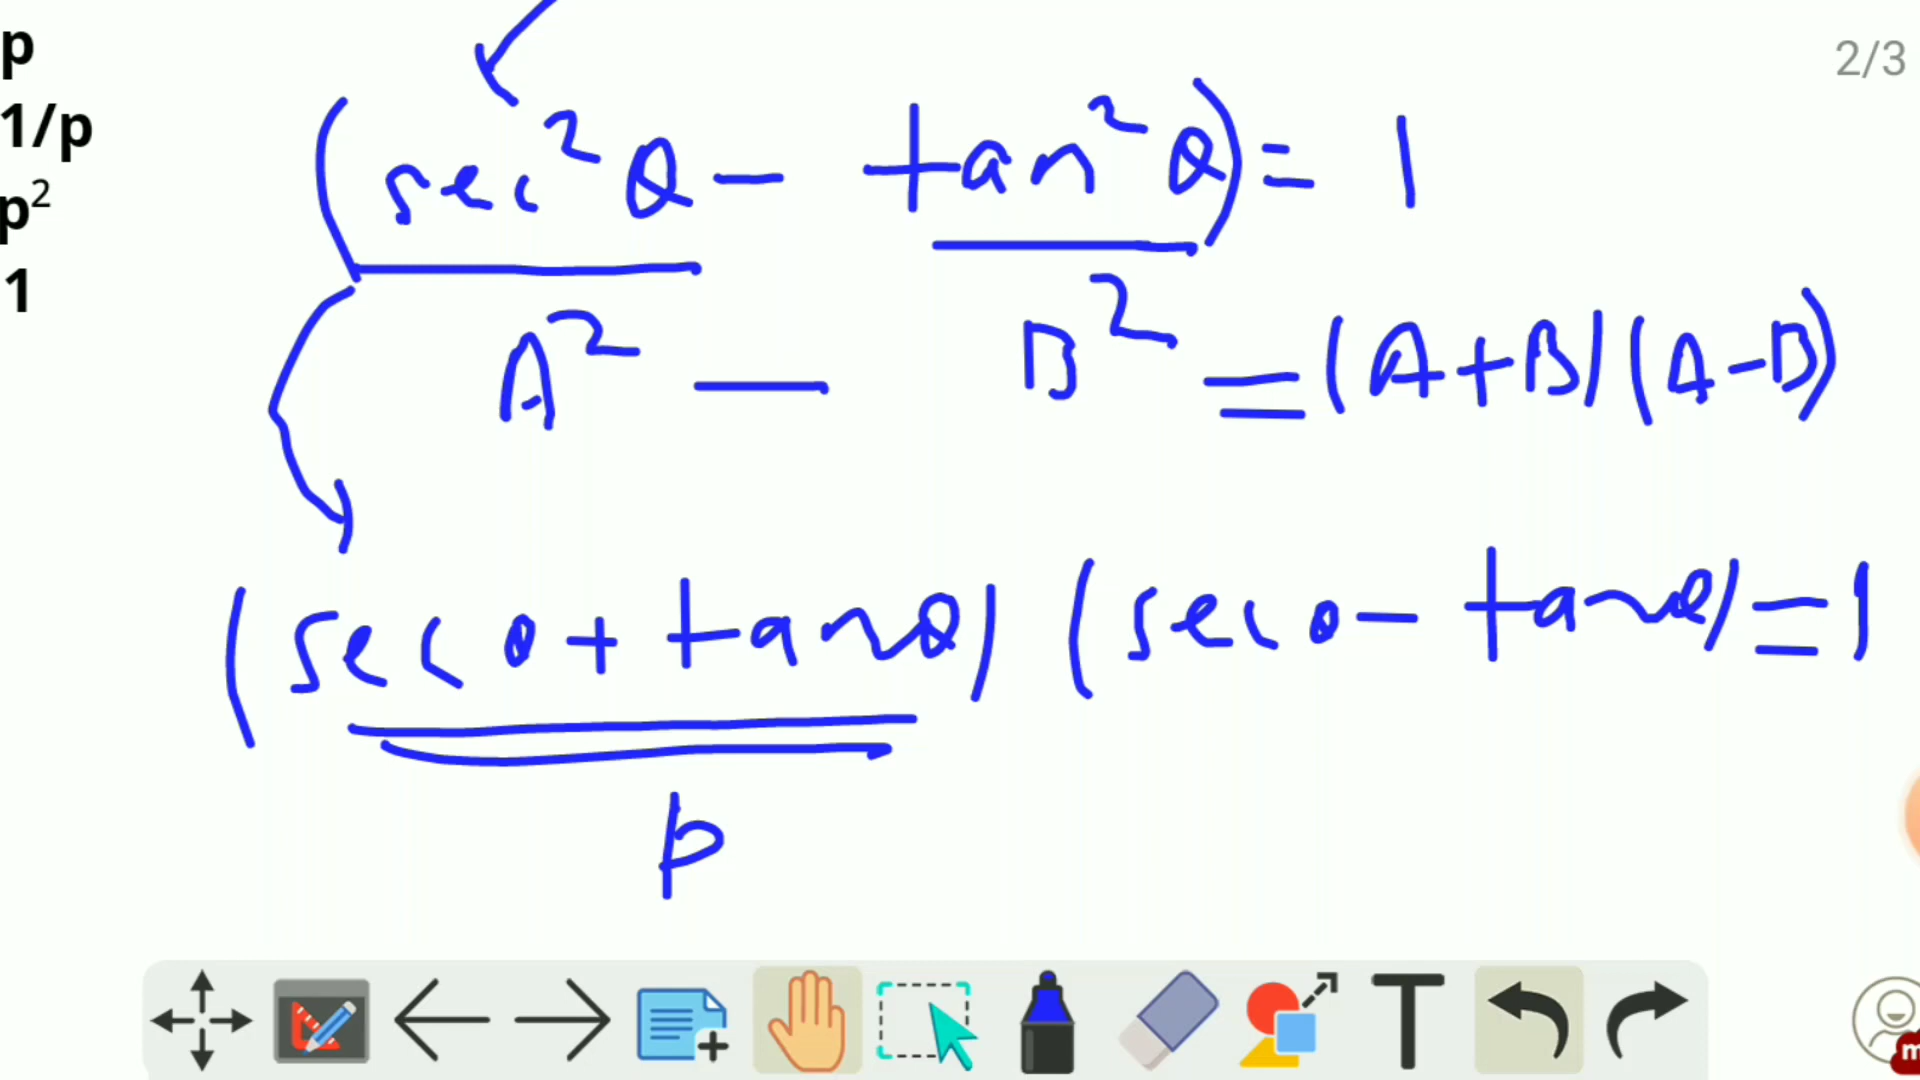 p
1/p
p²
1
2/3
(sec²θ - tan²θ) = 1
A² - B² = (A+B)(A-B)
(secθ + tanθ)(secθ - tanθ) = 1
p
T
m